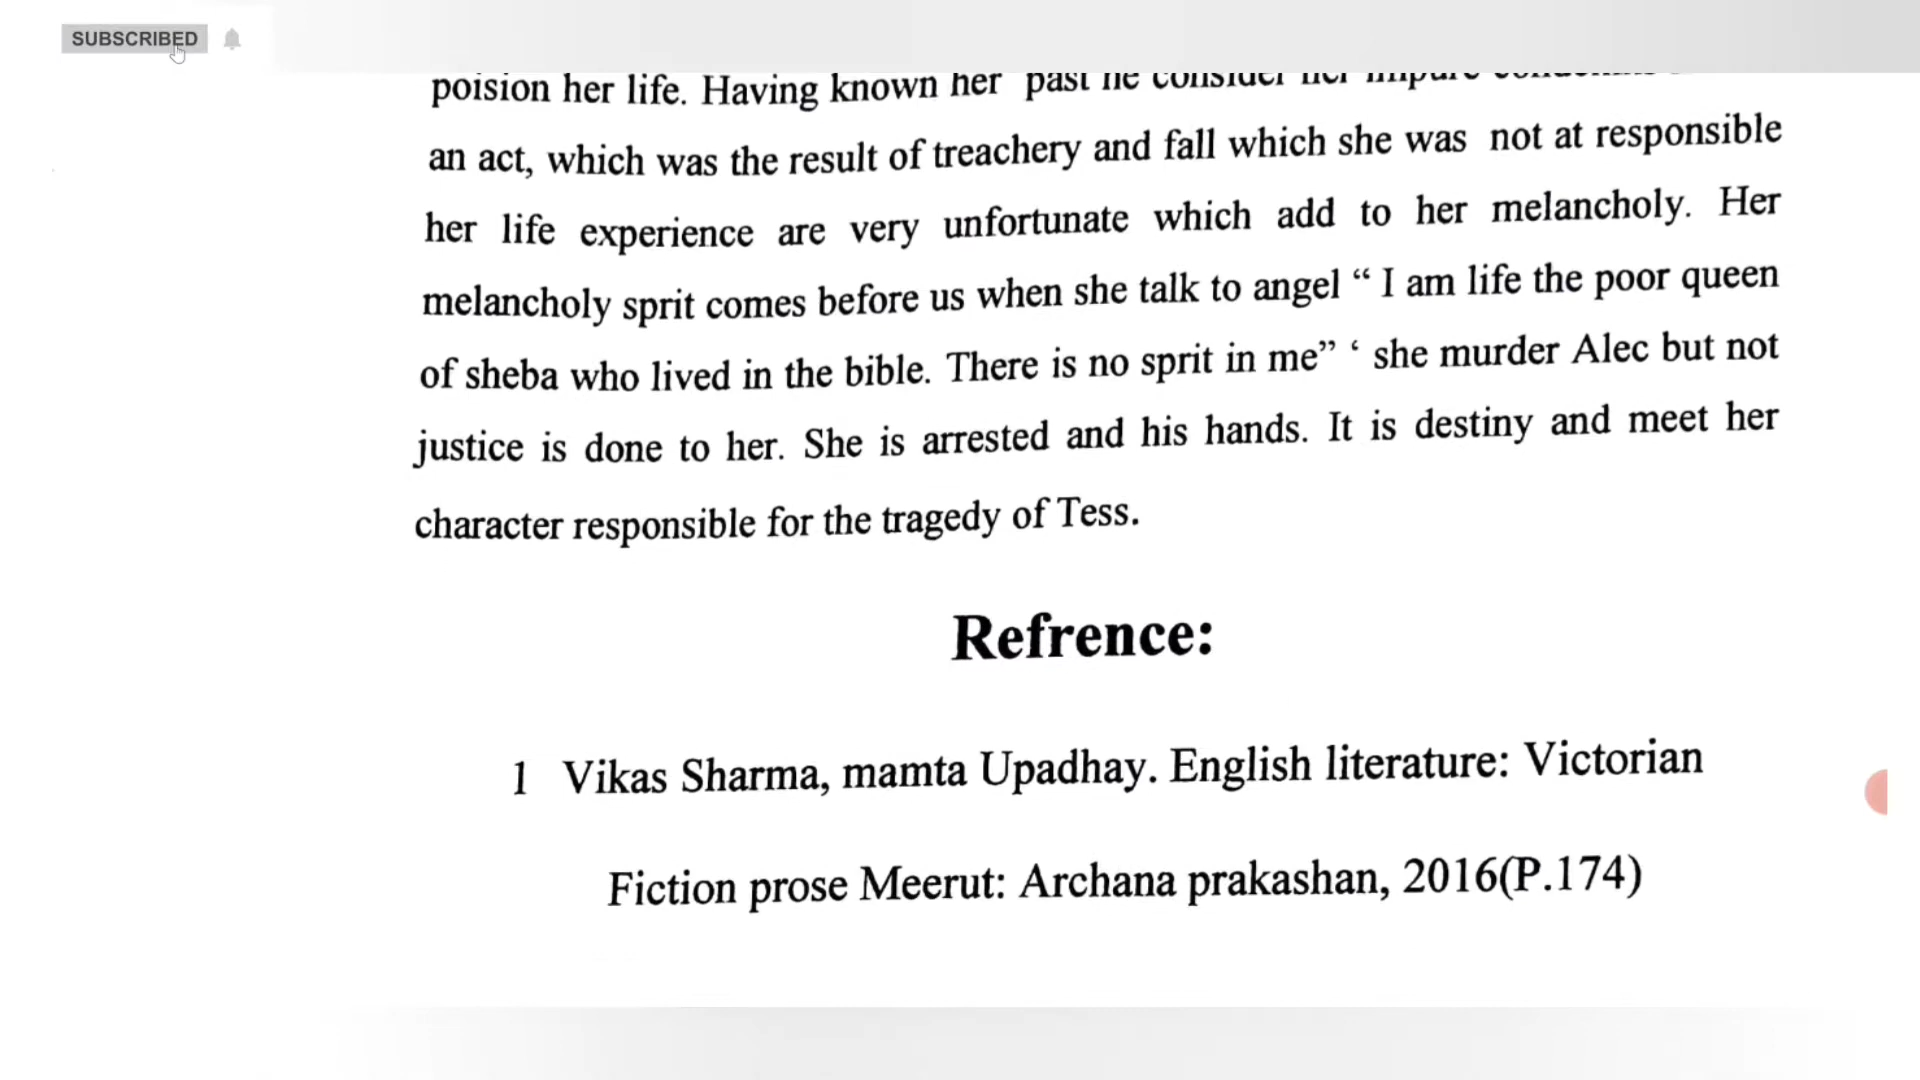 SUBSCRIBED
poision her life. Having known her past he consider her impure
an act, which was the result of treachery and fall which she was not at responsible
her life experience are very unfortunate which add to her melancholy. Her
melancholy sprit comes before us when she talk to angel “ I am life the poor queen
of sheba who lived in the bible. There is no sprit in me” ‘ she murder Alec but not
justice is done to her. She is arrested and his hands. It is destiny and meet her
character responsible for the tragedy of Tess.
Refrence:
1 Vikas Sharma, mamta Upadhay. English literature: Victorian
Fiction prose Meerut: Archana prakashan, 2016(P.174)